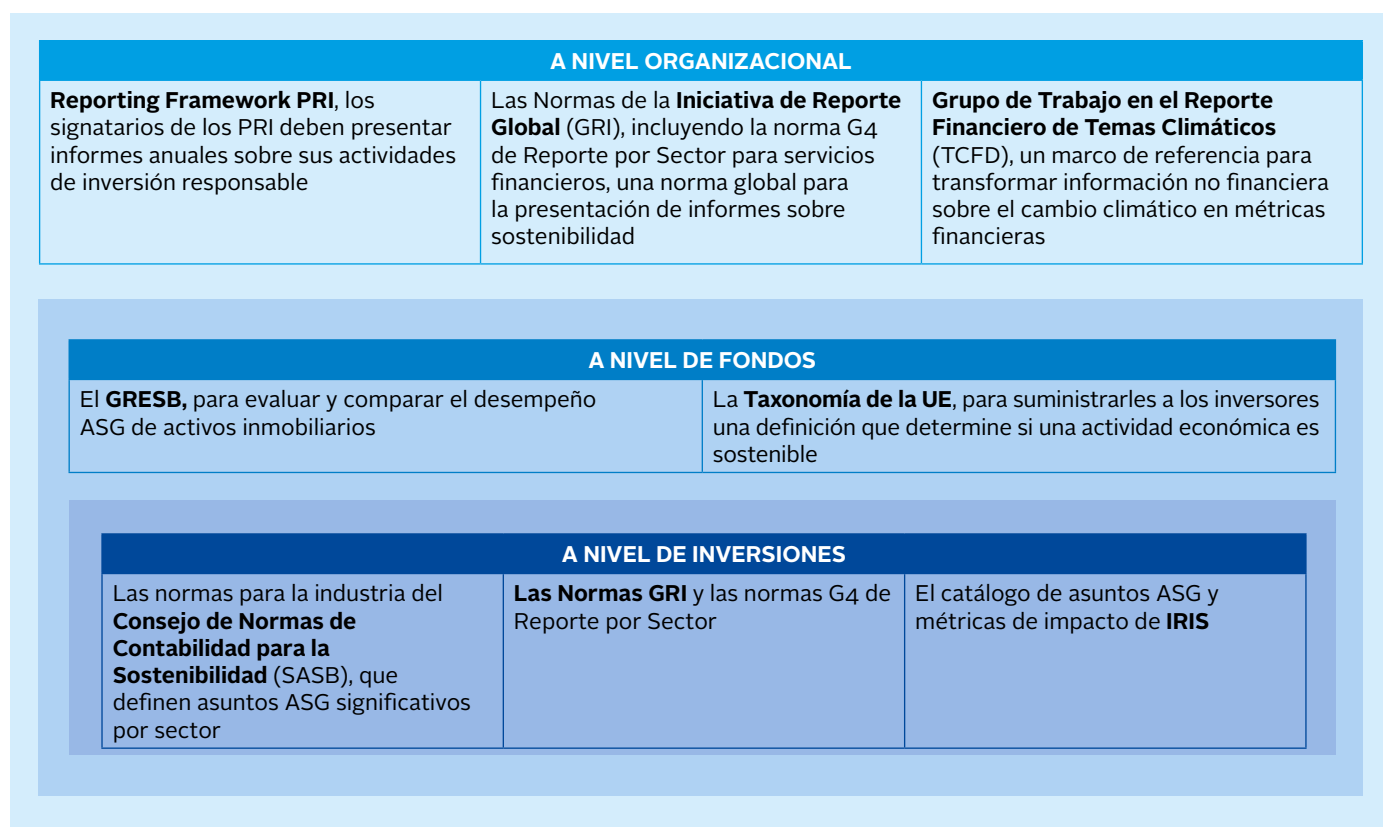 A NIVEL ORGANIZACIONAL
Reporting Framework PRI, los
signatarios de los PRI deben presentar
informes anuales sobre sus actividades
de inversión responsable
Las Normas de la Iniciativa de Reporte
Global (GRI), incluyendo la norma G4
de Reporte por Sector para servicios
financieros, una norma global para
la presentación de informes sobre
sostenibilidad
Grupo de Trabajo en el Reporte
Financiero de Temas Climáticos
(TCFD), un marco de referencia para
transformar información no financiera
sobre el cambio climático en métricas
financieras
A NIVEL DE FONDOS
El GRESB, para evaluar y comparar el desempeño
ASG de activos inmobiliarios
La Taxonomía de la UE, para suministrarles a los inversores
una definición que determine si una actividad económica es
sostenible
A NIVEL DE INVERSIONES
Las normas para la industria del
Consejo de Normas de
Contabilidad para la
Sostenibilidad (SASB), que
definen asuntos ASG significativos
por sector
Las Normas GRI y las normas G4 de
Reporte por Sector
El catálogo de asuntos ASG y
métricas de impacto de IRIS